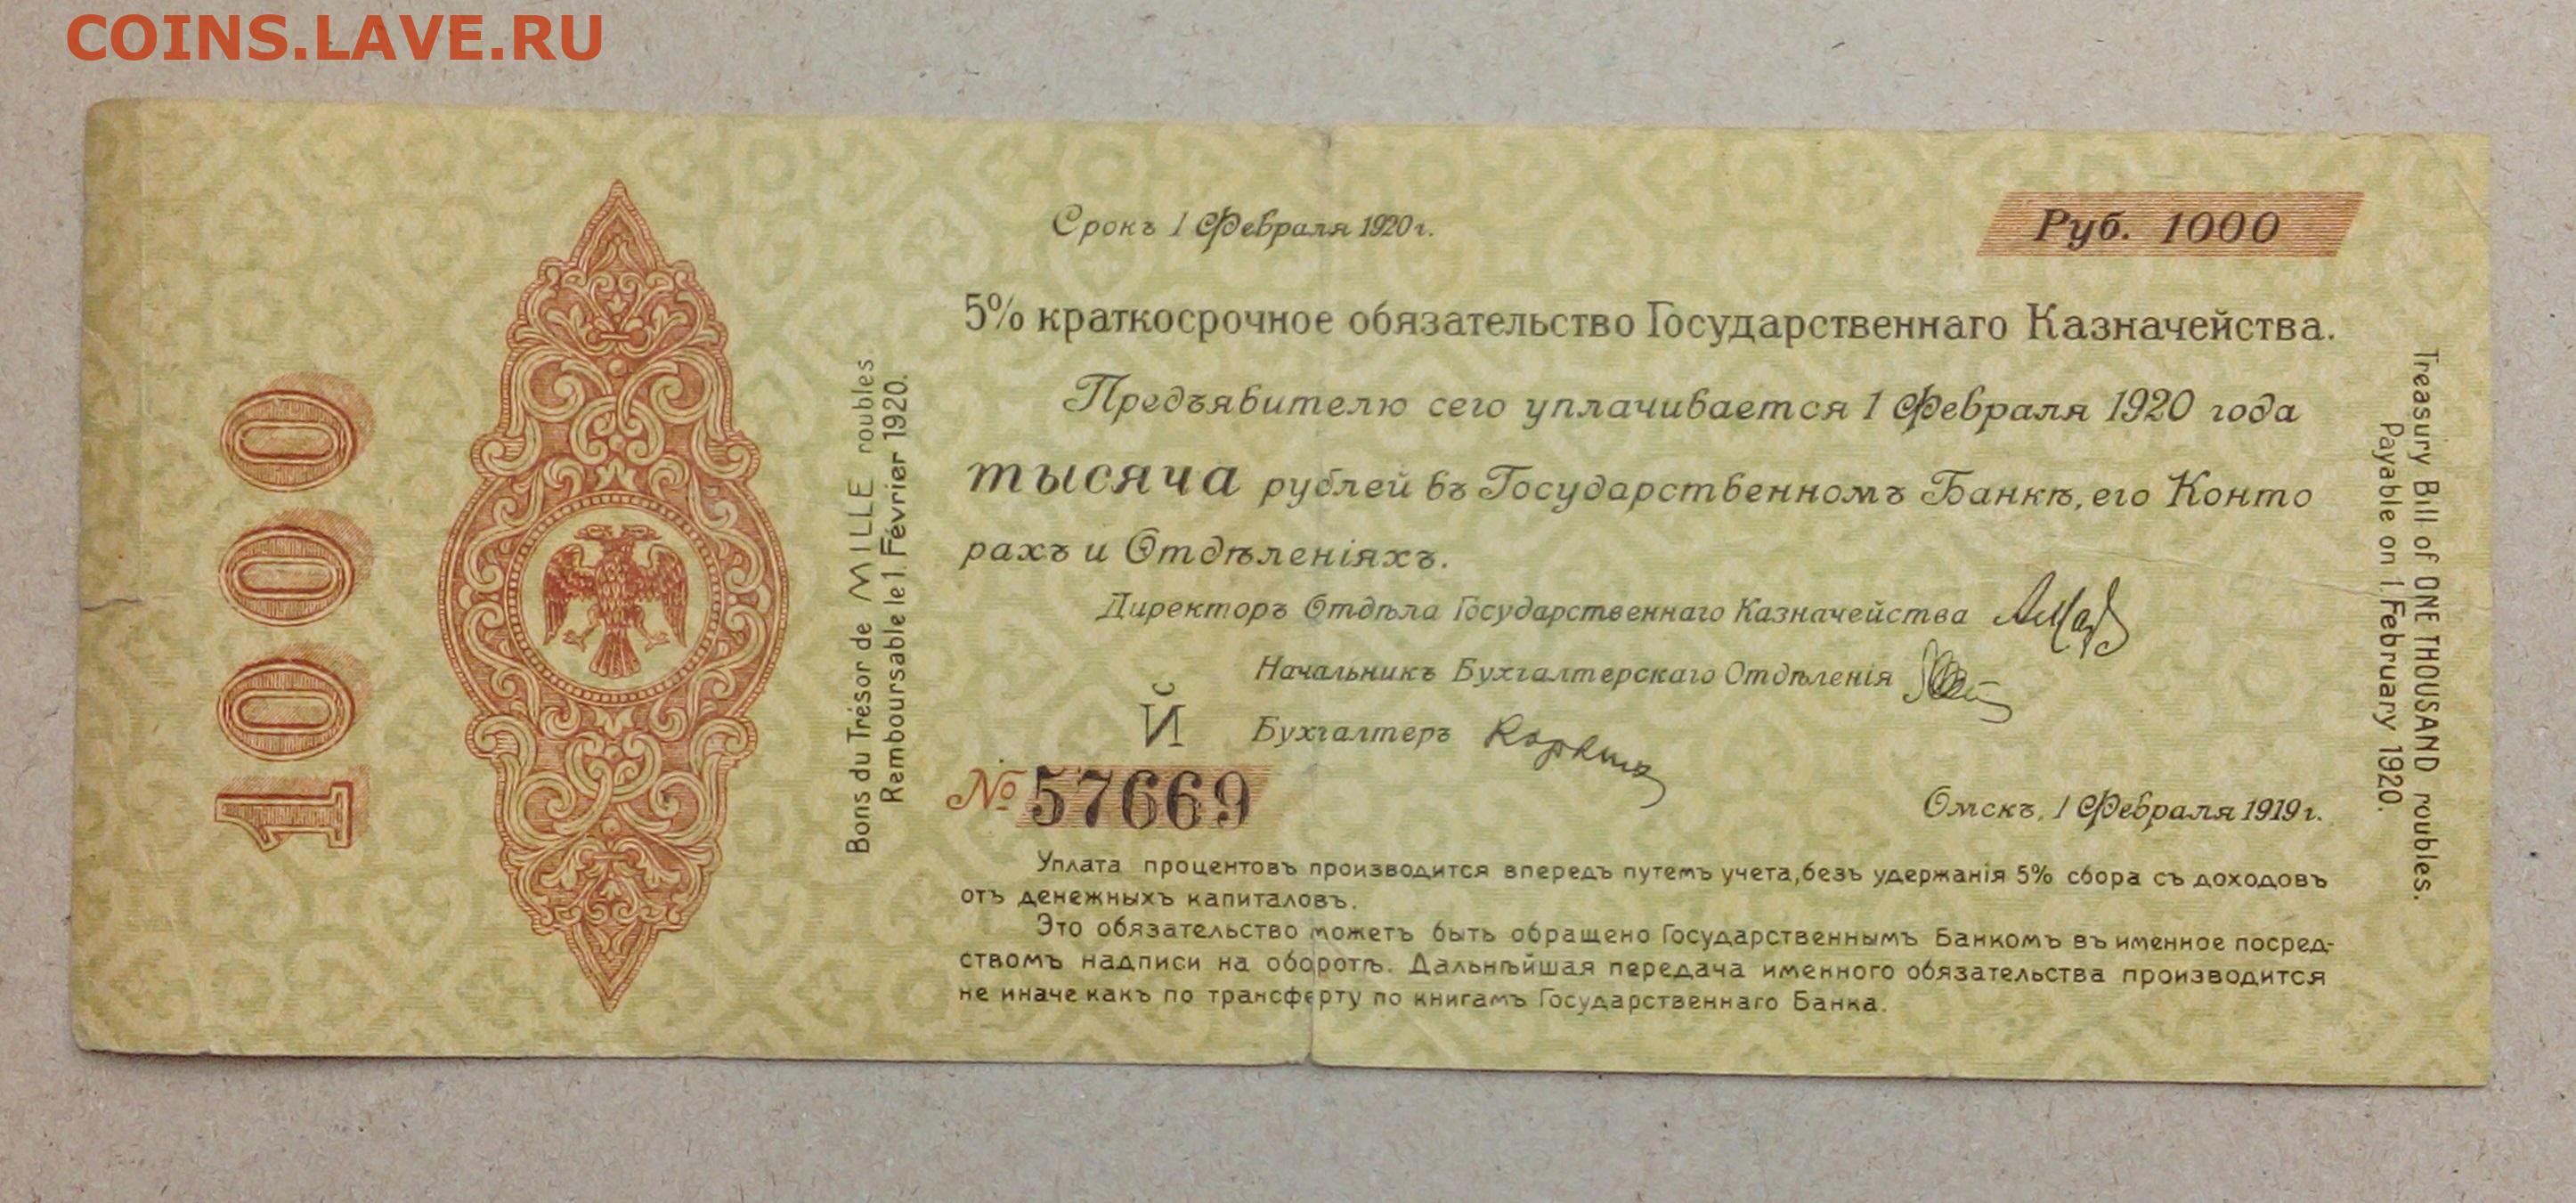 COINS.LAVE.RU
1000
Bons du Trésor de MILLE roubles
Remboursable le 1. Février 1920.
Срокъ 1 Февраля 1920 г.
Руб. 1000
5% краткосрочное обязательство Государственнаго Казначейства.
Предъявителю сего уплачивается 1 Февраля 1920 года
тысяча рублей въ Государственномъ Банкѣ, его Конто
рахъ и Отдѣленіяхъ.
Директоръ Отдѣла Государственнаго Казначейства
Начальникъ Бухгалтерскаго Отдѣленія
Й Бухгалтеръ
№ 57669
Омскъ, 1 Февраля 1919 г.
Уплата процентовъ производится впередъ путемъ учета, безъ удержанія 5% сбора съ доходовъ
отъ денежныхъ капиталовъ.
Это обязательство можетъ быть обращено Государственнымъ Банкомъ въ именное посред-
ствомъ надписи на оборотѣ. Дальнѣйшая передача именного обязательства производится
не иначе какъ по трансферту по книгамъ Государственнаго Банка.
Treasury Bill of ONE THOUSAND roubles.
Payable on 1. February 1920.